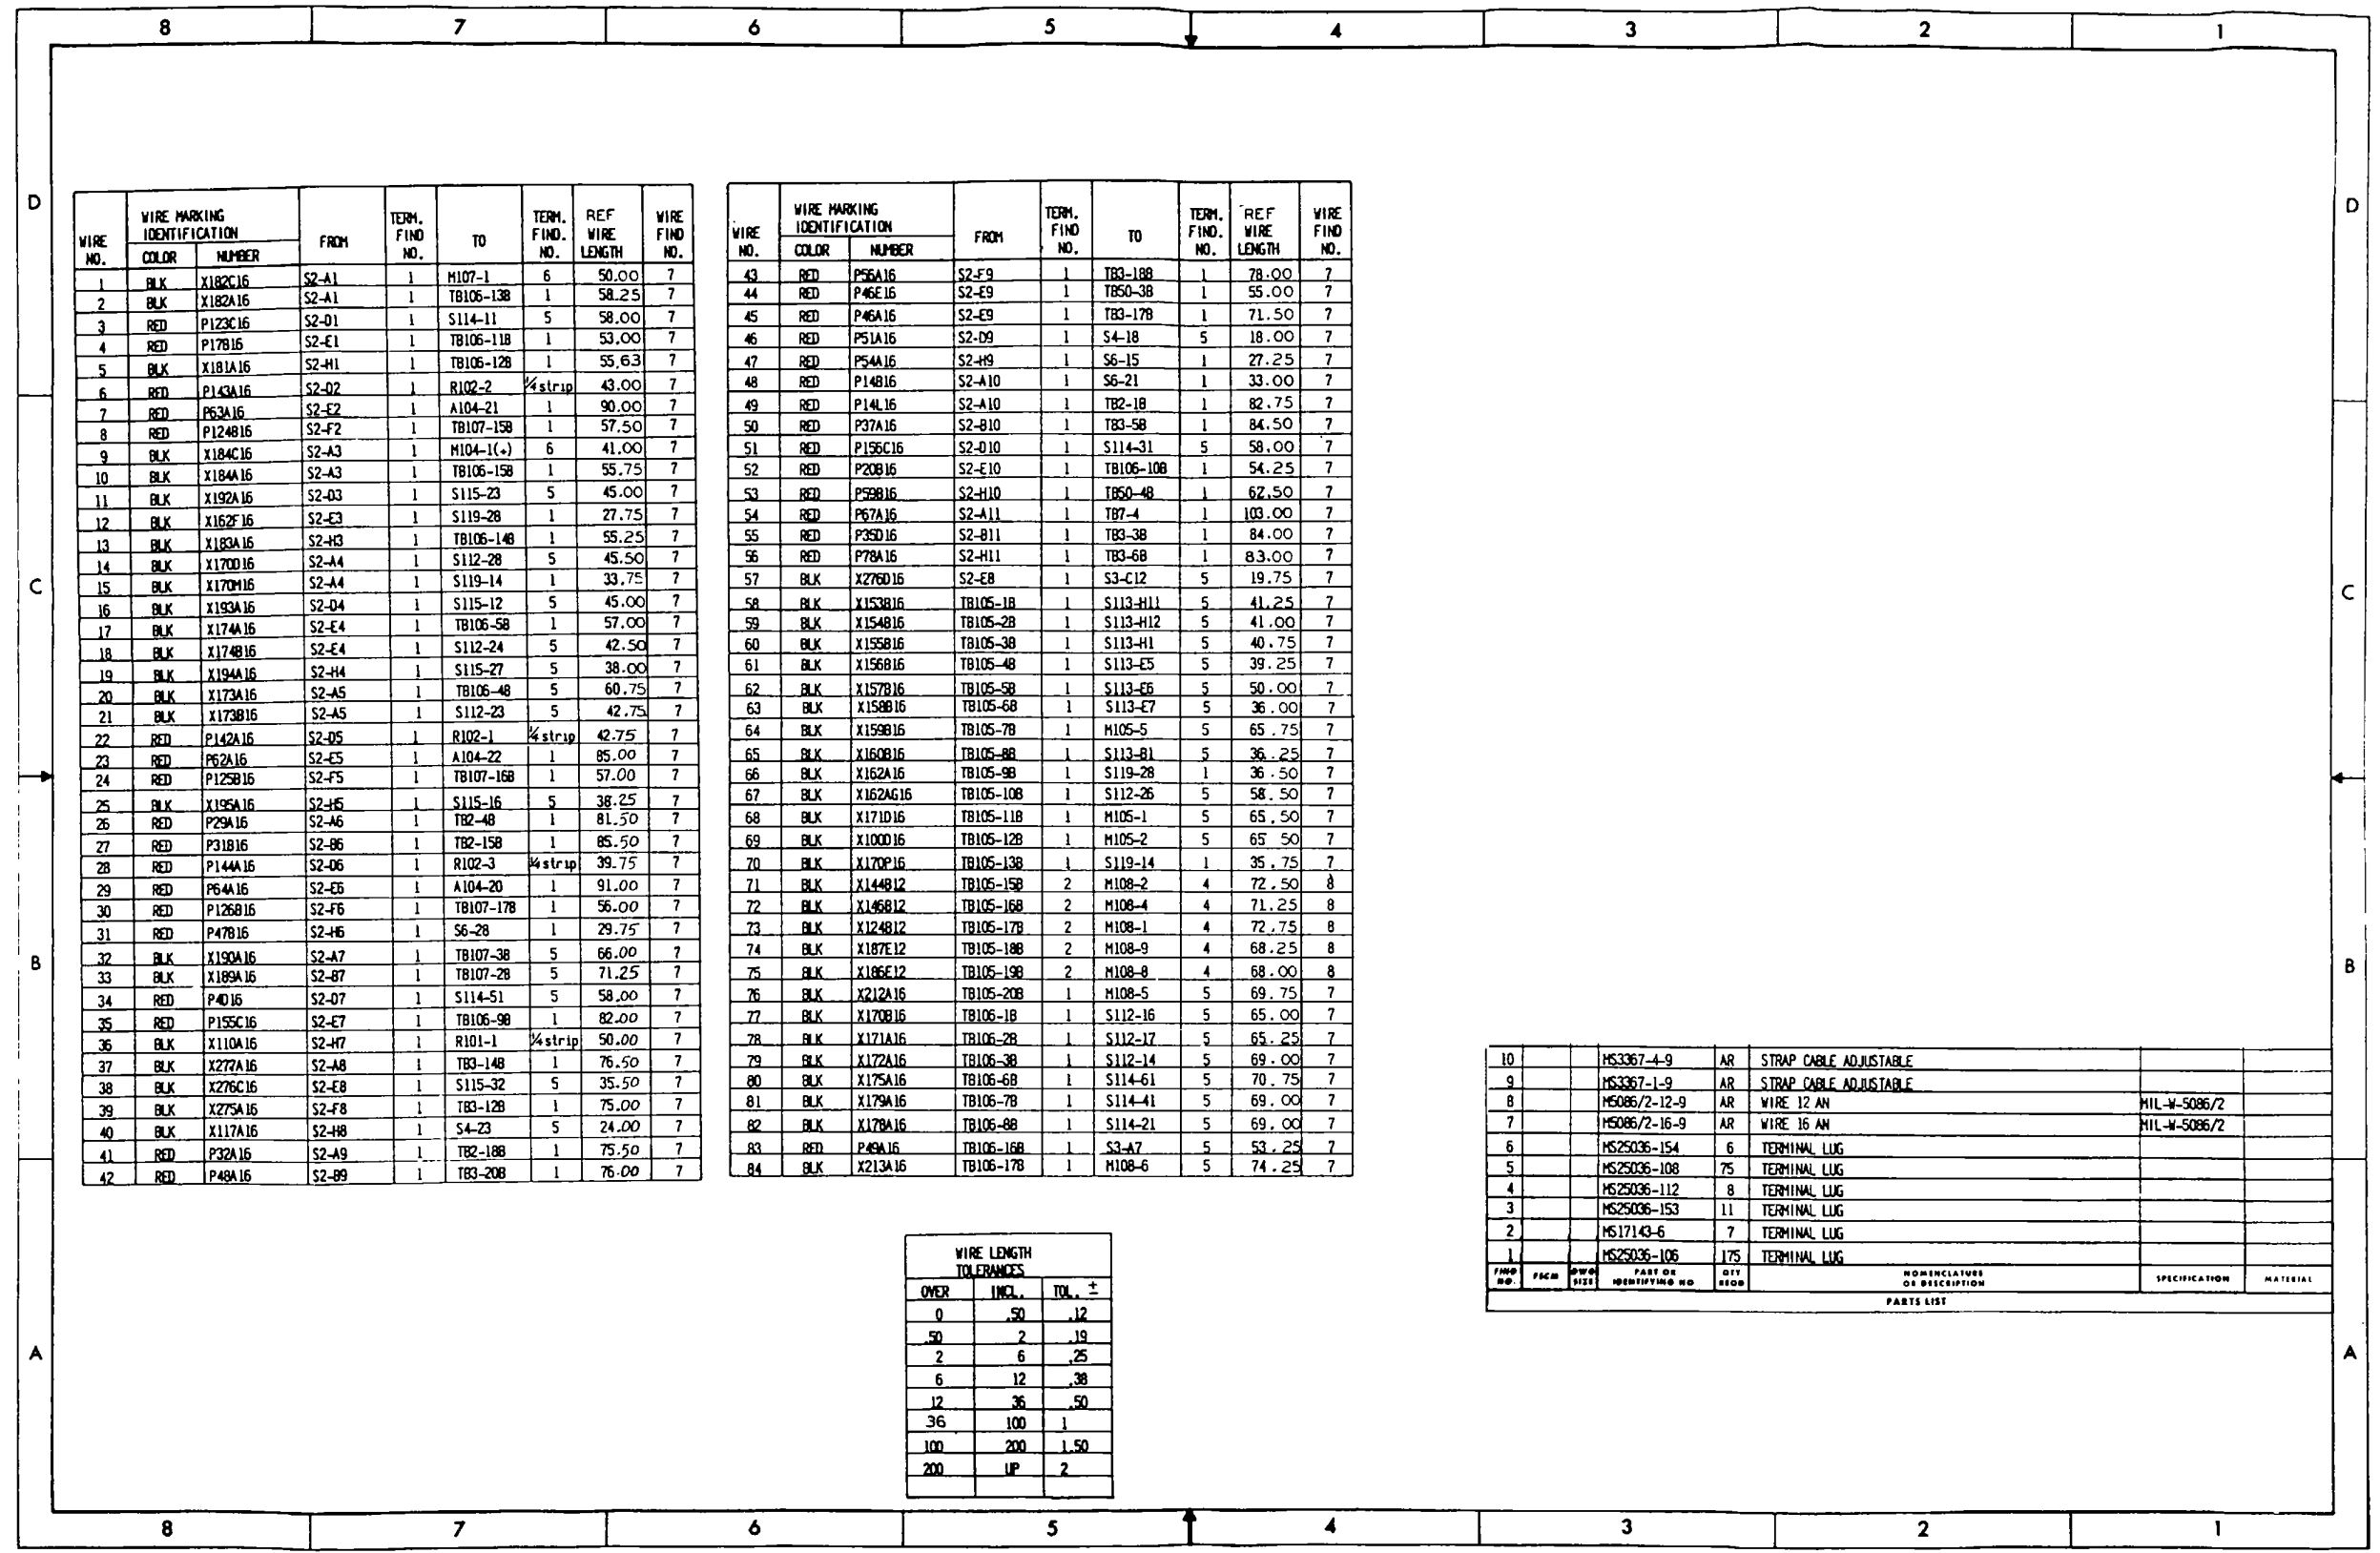 8 7 6 5 4 3 2 1
D D
WIRE NO. WIRE MARKING IDENTIFICATION COLOR NUMBER FROM TERM. FIND NO. TO TERM. FIND. NO. REF WIRE LENGTH WIRE FIND NO.
1 BLK X182C16 S2-A1 1 M107-1 6 50.00 7
2 BLK X182A16 S2-A1 1 TB106-13B 1 58.25 7
3 RED P123C16 S2-D1 1 S114-11 5 58.00 7
4 RED P17B16 S2-E1 1 TB106-11B 1 53.00 7
5 BLK X181A16 S2-H1 1 TB106-12B 1 55.63 7
6 RED P143A16 S2-D2 1 R102-2 1/4 strip 43.00 7
7 RED P63A16 S2-E2 1 A104-21 1 90.00 7
8 RED P124B16 S2-F2 1 TB107-15B 1 57.50 7
9 BLK X184C16 S2-A3 1 M104-1(+) 6 41.00 7
10 BLK X184A16 S2-A3 1 TB106-15B 1 55.75 7
11 BLK X192A16 S2-D3 1 S115-23 5 45.00 7
12 BLK X162F16 S2-E3 1 S119-28 1 27.75 7
13 BLK X183A16 S2-H3 1 TB106-14B 1 55.25 7
14 BLK X170D16 S2-A4 1 S112-28 5 45.50 7
15 BLK X170M16 S2-A4 1 S119-14 1 33.75 7
16 BLK X193A16 S2-D4 1 S115-12 5 45.00 7
17 BLK X174A16 S2-E4 1 TB106-5B 1 57.00 7
18 BLK X174B16 S2-E4 1 S112-24 5 42.50 7
19 BLK X194A16 S2-H4 1 S115-27 5 38.00 7
20 BLK X173A16 S2-A5 1 TB106-4B 5 60.75 7
21 BLK X173B16 S2-A5 1 S112-23 5 42.75 7
22 RED P142A16 S2-D5 1 R102-1 1/4 strip 42.75 7
23 RED P62A16 S2-E5 1 A104-22 1 85.00 7
24 RED P125B16 S2-F5 1 TB107-16B 1 57.00 7
25 BLK X195A16 S2-H5 1 S115-16 5 38.25 7
26 RED P29A16 S2-A6 1 TB2-4B 1 81.50 7
27 RED P31B16 S2-B6 1 TB2-15B 1 85.50 7
28 RED P144A16 S2-D6 1 R102-3 1/4 strip 39.75 7
29 RED P64A16 S2-E6 1 A104-20 1 91.00 7
30 RED P126B16 S2-F6 1 TB107-17B 1 56.00 7
31 RED P47B16 S2-H6 1 S6-28 1 29.75 7
32 BLK X190A16 S2-A7 1 TB107-3B 5 66.00 7
33 BLK X189A16 S2-B7 1 TB107-2B 5 71.25 7
34 RED P4D16 S2-D7 1 S114-51 5 58.00 7
35 RED P155C16 S2-E7 1 TB106-9B 1 82.00 7
36 BLK X110A16 S2-H7 1 R101-1 1/4 strip 50.00 7
37 BLK X277A16 S2-A8 1 TB3-14B 1 76.50 7
38 BLK X276C16 S2-E8 1 S115-32 5 35.50 7
39 BLK X275A16 S2-F8 1 TB3-12B 1 75.00 7
40 BLK X117A16 S2-H8 1 S4-23 5 24.00 7
41 RED P32A16 S2-A9 1 TB2-18B 1 75.50 7
42 RED P48A16 S2-B9 1 TB3-20B 1 76.00 7
WIRE NO. WIRE MARKING IDENTIFICATION COLOR NUMBER FROM TERM. FIND NO. TO TERM. FIND. NO. REF WIRE LENGTH WIRE FIND NO.
43 RED P56A16 S2-F9 1 TB3-18B 1 78.00 7
44 RED P46E16 S2-E9 1 TB50-3B 1 55.00 7
45 RED P46A16 S2-E9 1 TB3-17B 1 71.50 7
46 RED P51A16 S2-D9 1 S4-18 5 18.00 7
47 RED P54A16 S2-H9 1 S6-15 1 27.25 7
48 RED P14B16 S2-A10 1 S6-21 1 33.00 7
49 RED P14L16 S2-A10 1 TB2-1B 1 82.75 7
50 RED P37A16 S2-B10 1 TB3-5B 1 84.50 7
51 RED P156C16 S2-D10 1 S114-31 5 58.00 7
52 RED P20B16 S2-E10 1 TB106-10B 1 54.25 7
53 RED P59B16 S2-H10 1 TB50-4B 1 62.50 7
54 RED P67A16 S2-A11 1 TB7-4 1 103.00 7
55 RED P35D16 S2-B11 1 TB3-3B 1 84.00 7
56 RED P78A16 S2-H11 1 TB3-6B 1 83.00 7
57 BLK X276D16 S2-E8 1 S3-C12 5 19.75 7
58 BLK X153B16 TB105-1B 1 S113-H11 5 41.25 7
59 BLK X154B16 TB105-2B 1 S113-H12 5 41.00 7
60 BLK X155B16 TB105-3B 1 S113-H1 5 40.75 7
61 BLK X156B16 TB105-4B 1 S113-E5 5 39.25 7
62 BLK X157B16 TB105-5B 1 S113-E6 5 50.00 7
63 BLK X158B16 TB105-6B 1 S113-E7 5 36.00 7
64 BLK X159B16 TB105-7B 1 M105-5 5 65.75 7
65 BLK X160B16 TB105-8B 1 S113-B1 5 36.25 7
66 BLK X162A16 TB105-9B 1 S119-28 1 36.50 7
67 BLK X162AG16 TB105-10B 1 S112-26 5 58.50 7
68 BLK X171D16 TB105-11B 1 M105-1 5 65.50 7
69 BLK X100D16 TB105-12B 1 M105-2 5 65 50 7
70 BLK X170P16 TB105-13B 1 S119-14 1 35.75 7
71 BLK X144B12 TB105-15B 2 M108-2 4 72.50 8
72 BLK X146B12 TB105-16B 2 M108-4 4 71.25 8
73 BLK X124B12 TB105-17B 2 M108-1 4 72.75 8
74 BLK X187E12 TB105-18B 2 M108-9 4 68.25 8
75 BLK X186E12 TB105-19B 2 M108-8 4 68.00 8
76 BLK X212A16 TB105-20B 1 M108-5 5 69.75 7
77 BLK X170B16 TB106-1B 1 S112-16 5 65.00 7
78 BLK X171A16 TB106-2B 1 S112-17 5 65.25 7
79 BLK X172A16 TB106-3B 1 S112-14 5 69.00 7
80 BLK X175A16 TB106-6B 1 S114-61 5 70.75 7
81 BLK X179A16 TB106-7B 1 S114-41 5 69.00 7
82 BLK X178A16 TB106-8B 1 S114-21 5 69.00 7
83 RED P49A16 TB106-16B 1 S3-A7 5 53.25 7
84 BLK X213A16 TB106-17B 1 M108-6 5 74.25 7
C C
B B
10 MS3367-4-9 AR STRAP CABLE ADJUSTABLE
9 MS3367-1-9 AR STRAP CABLE ADJUSTABLE
8 M5086/2-12-9 AR WIRE 12 AN MIL-W-5086/2
7 M5086/2-16-9 AR WIRE 16 AN MIL-W-5086/2
6 MS25036-154 6 TERMINAL LUG
5 MS25036-108 75 TERMINAL LUG
4 MS25036-112 8 TERMINAL LUG
3 MS25036-153 11 TERMINAL LUG
2 MS17143-6 7 TERMINAL LUG
1 MS25036-106 175 TERMINAL LUG
FIND NO. FSCM DWG SIZE PART OR IDENTIFYING NO QTY REQD NOMENCLATURE OR DESCRIPTION SPECIFICATION MATERIAL
PARTS LIST
WIRE LENGTH
TOLERANCES
OVER INCL. TOL. ±
0 .50 .12
.50 2 .19
2 6 .25
6 12 .38
12 36 .50
36 100 1
100 200 1.50
200 UP 2
A A
8 7 6 5 4 3 2 1